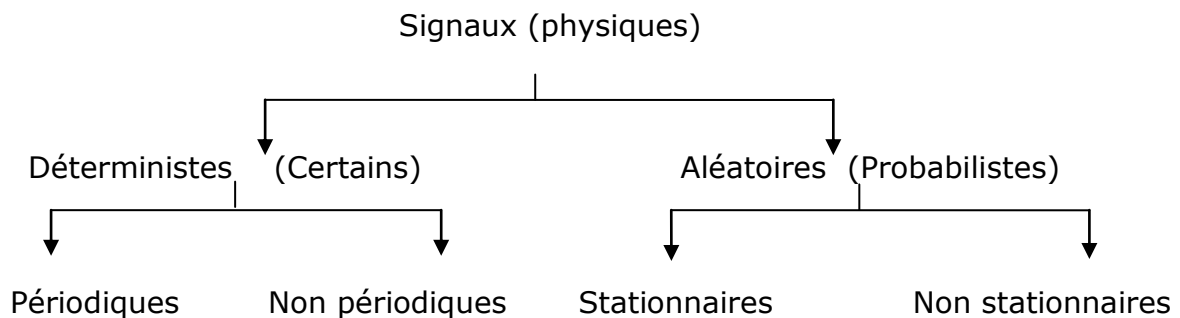 Signaux (physiques)
Déterministes (Certains) Aléatoires (Probabilistes)
Périodiques Non périodiques Stationnaires Non stationnaires